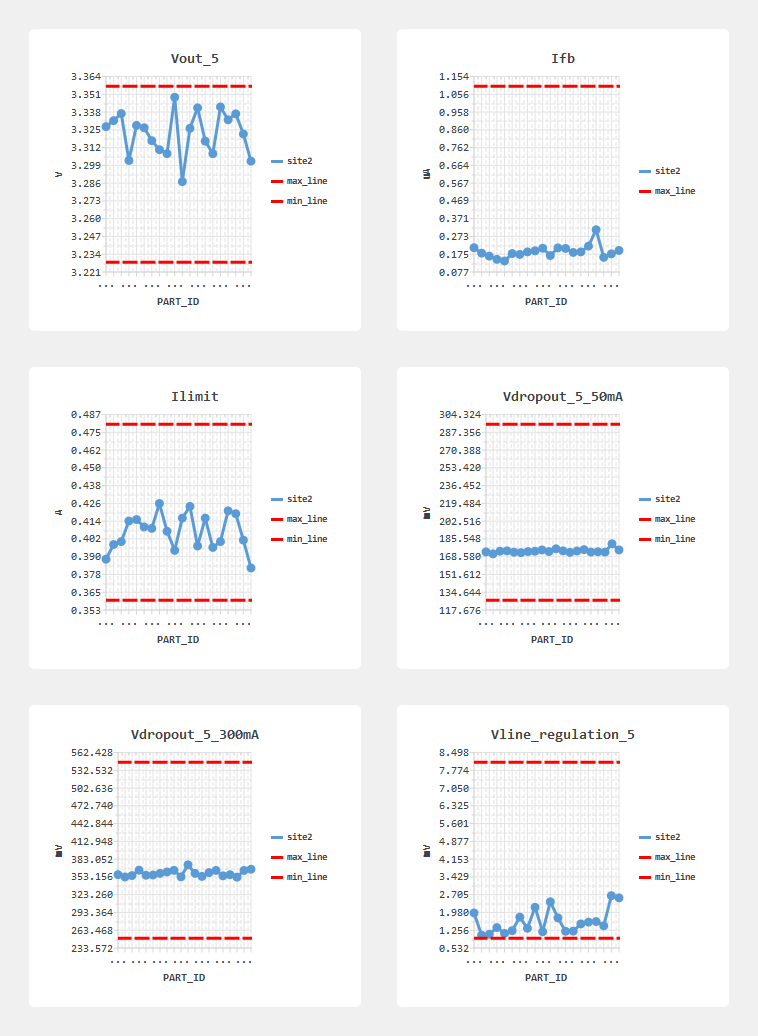 Vout_5
3.364
3.351
3.338
3.325
3.312
3.299
3.286
3.273
3.260
3.247
3.234
3.221
V
... ... ... ... ... ... ...
PART_ID
site2
max_line
min_line
Ifb
1.154
1.056
0.958
0.860
0.762
0.664
0.567
0.469
0.371
0.273
0.175
0.077
uA
... ... ... ... ... ... ...
PART_ID
site2
max_line
Ilimit
0.487
0.475
0.462
0.450
0.438
0.426
0.414
0.402
0.390
0.378
0.365
0.353
A
... ... ... ... ... ... ...
PART_ID
site2
max_line
min_line
Vdropout_5_50mA
304.324
287.356
270.388
253.420
236.452
219.484
202.516
185.548
168.580
151.612
134.644
117.676
mV
... ... ... ... ... ... ...
PART_ID
site2
max_line
min_line
Vdropout_5_300mA
562.428
532.532
502.636
472.740
442.844
412.948
383.052
353.156
323.260
293.364
263.468
233.572
mV
... ... ... ... ... ... ...
PART_ID
site2
max_line
min_line
Vline_regulation_5
8.498
7.774
7.050
6.325
5.601
4.877
4.153
3.429
2.705
1.980
1.256
0.532
mV
... ... ... ... ... ... ...
PART_ID
site2
max_line
min_line